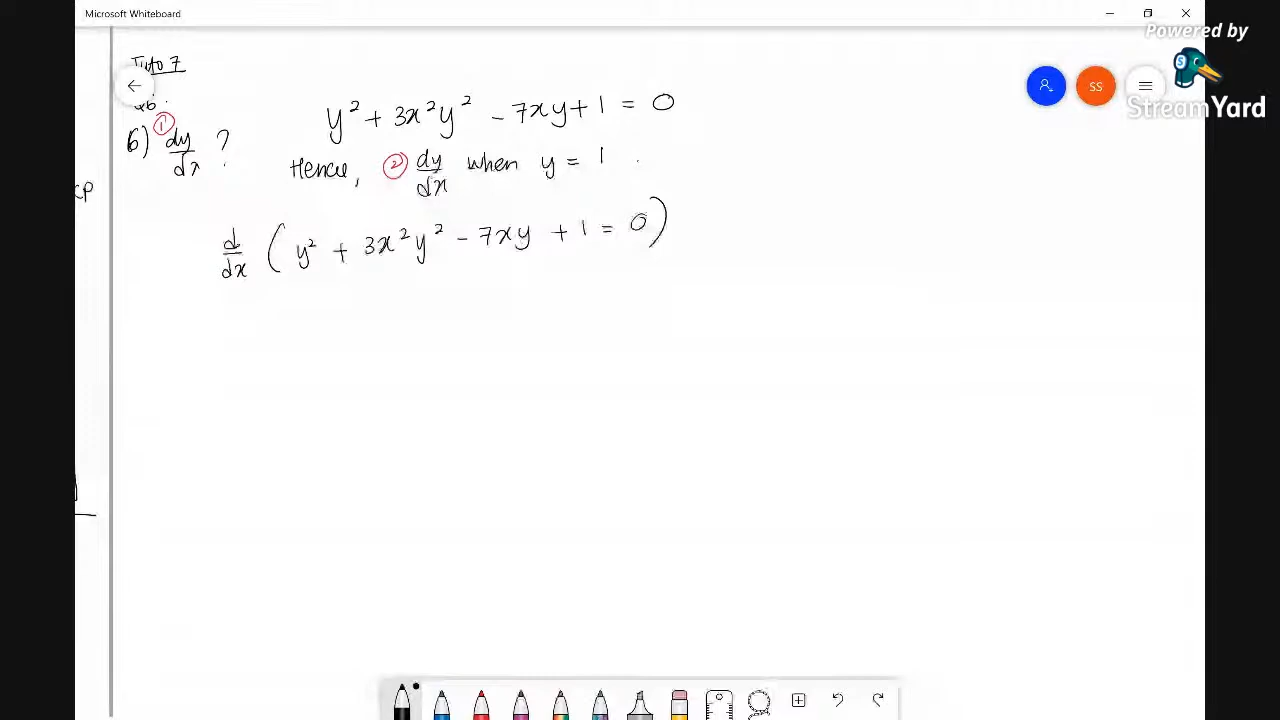 Microsoft Whiteboard
Powered by
StreamYard
SS
Tuto 7
6) ① dy/dx ?
y² + 3x²y² - 7xy + 1 = 0
Hence, ② dy/dx when y = 1 .
d/dx ( y² + 3x²y² - 7xy + 1 = 0 )